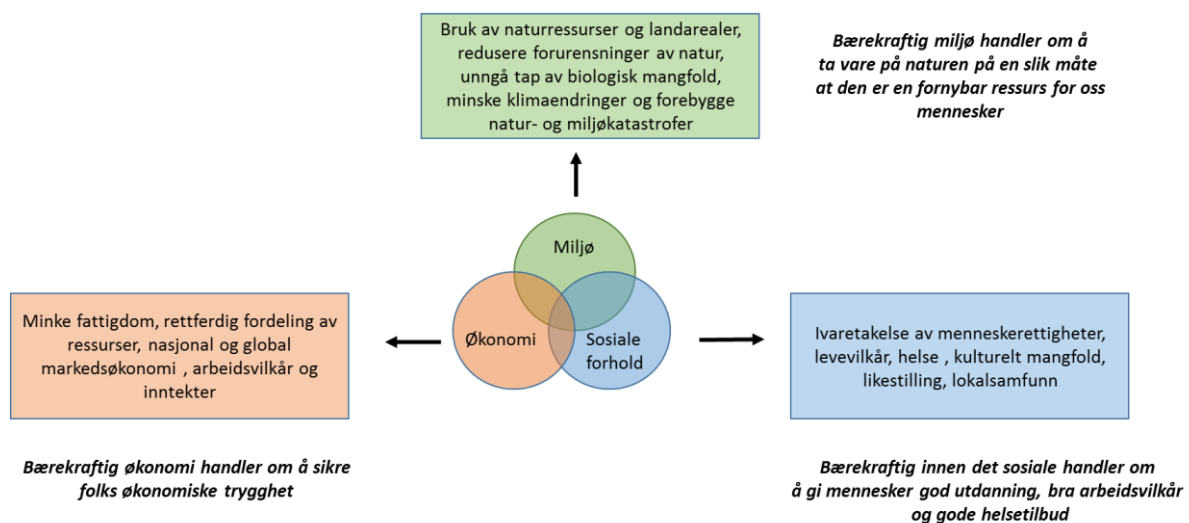 Bruk av naturressurser og landarealer,
redusere forurensninger av natur,
unngå tap av biologisk mangfold,
minske klimaendringer og forebygge
natur- og miljøkatastrofer
Bærekraftig miljø handler om å
ta vare på naturen på en slik måte
at den er en fornybar ressurs for oss
mennesker
Miljø
Økonomi
Sosiale
forhold
Minke fattigdom, rettferdig fordeling av
ressurser, nasjonal og global
markedsøkonomi , arbeidsvilkår og
inntekter
Ivaretakelse av menneskerettigheter,
levevilkår, helse , kulturelt mangfold,
likestilling, lokalsamfunn
Bærekraftig økonomi handler om å sikre
folks økonomiske trygghet
Bærekraftig innen det sosiale handler om
å gi mennesker god utdanning, bra arbeidsvilkår
og gode helsetilbud